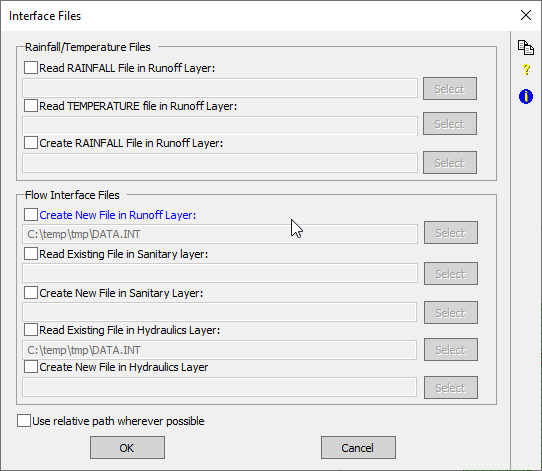 Interface Files
Rainfall/Temperature Files
Read RAINFALL File in Runoff Layer:
Select
Read TEMPERATURE file in Runoff Layer:
Select
Create RAINFALL File in Runoff Layer:
Select
?
i
Flow Interface Files
Create New File in Runoff Layer:
C:\temp\tmp\DATA.INT
Select
Read Existing File in Sanitary layer:
Select
Create New File in Sanitary Layer:
Select
Read Existing File in Hydraulics Layer:
C:\temp\tmp\DATA.INT
Select
Create New File in Hydraulics Layer
Select
Use relative path wherever possible
OK
Cancel